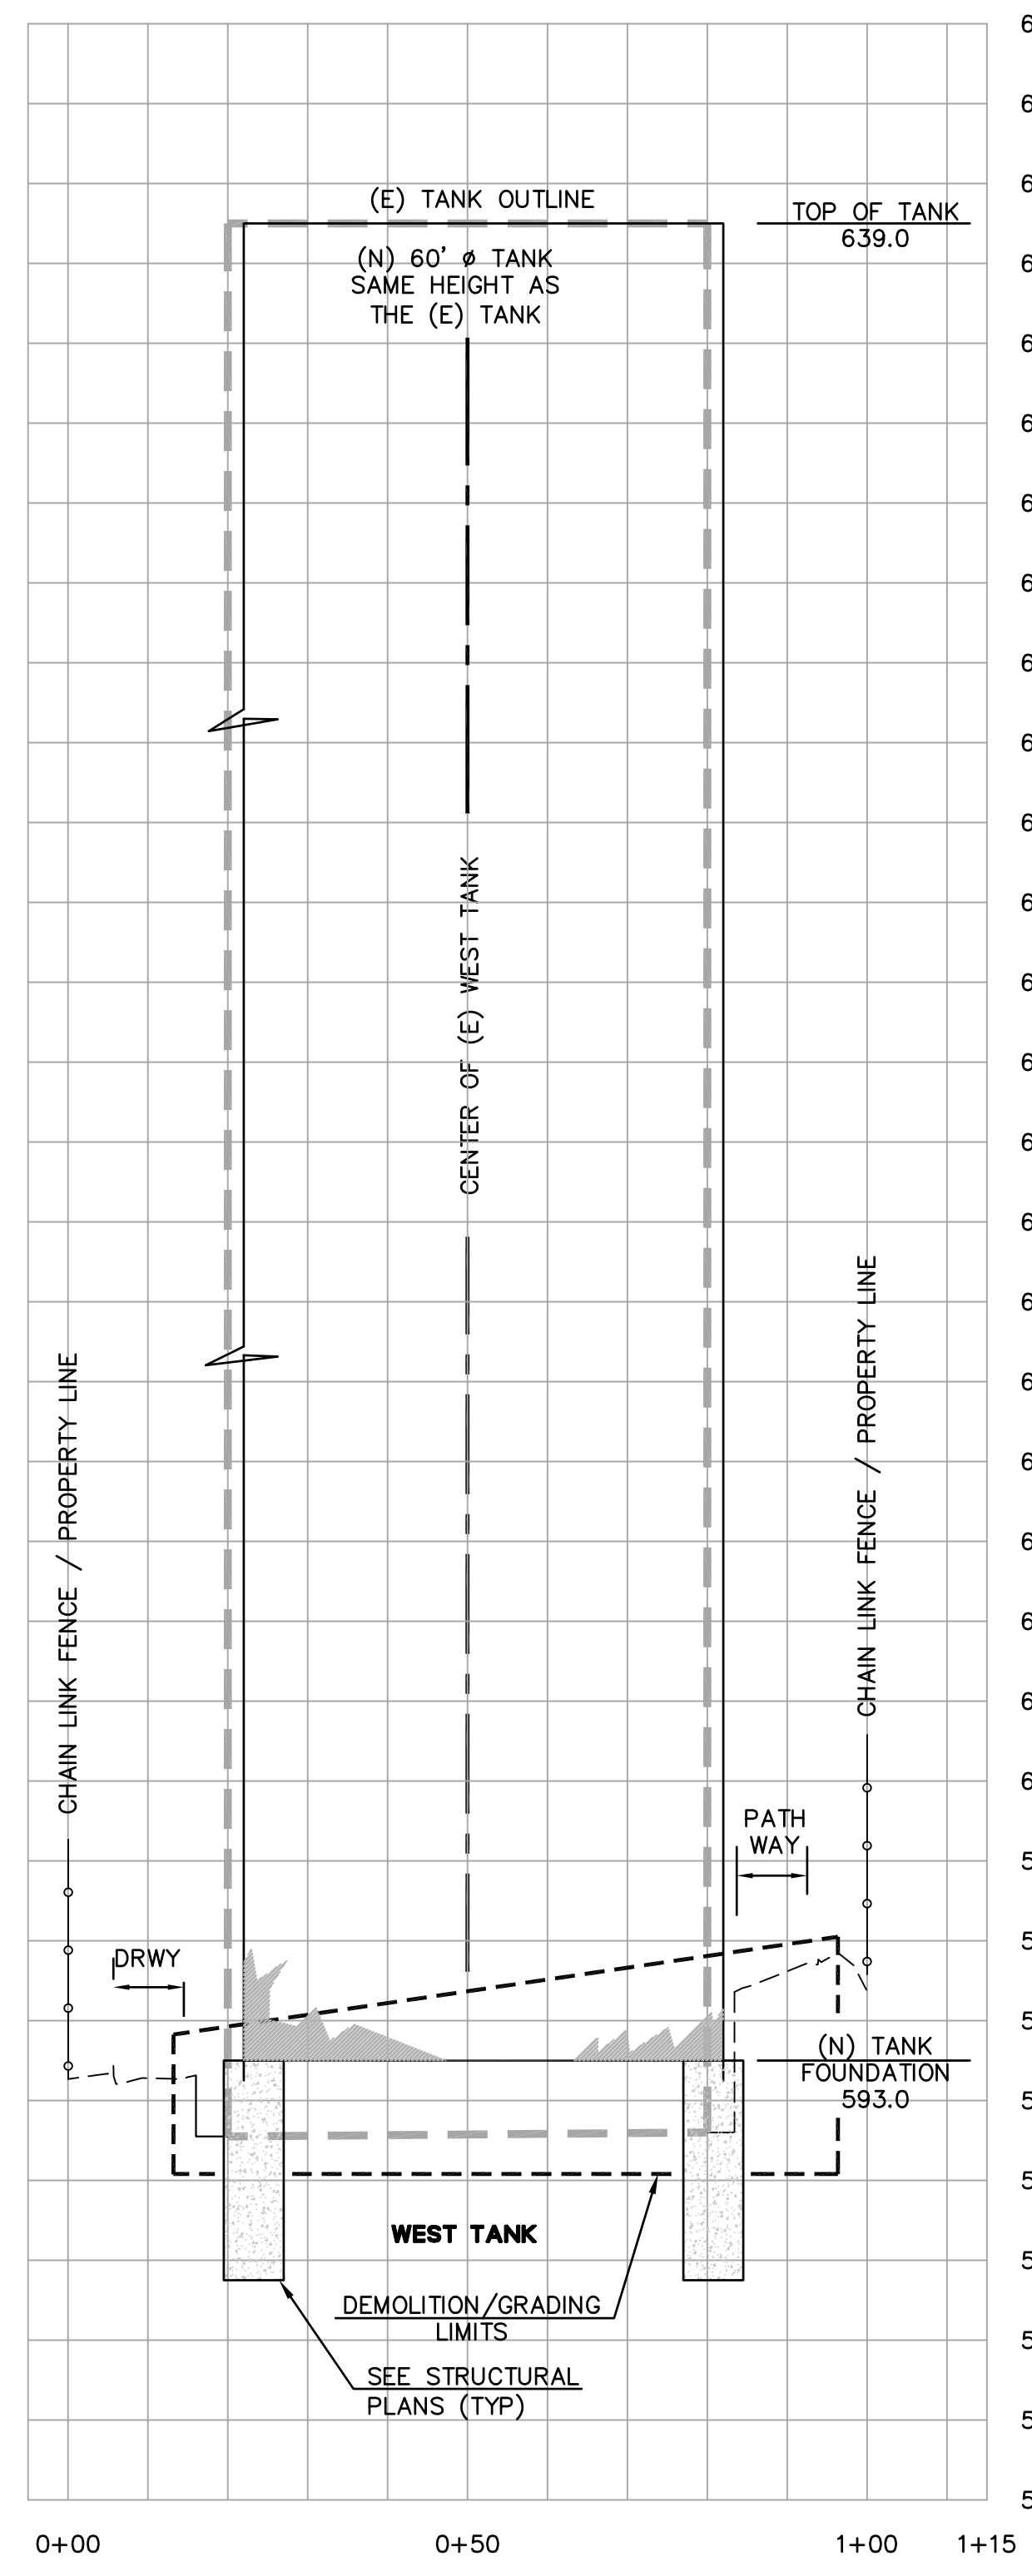 (E) TANK OUTLINE
TOP OF TANK
639.0
(N) 60' ø TANK
SAME HEIGHT AS
THE (E) TANK
CENTER OF (E) WEST TANK
CHAIN LINK FENCE / PROPERTY LINE
CHAIN LINK FENCE / PROPERTY LINE
PATH
WAY
DRWY
(N) TANK
FOUNDATION
593.0
WEST TANK
DEMOLITION/GRADING
LIMITS
SEE STRUCTURAL
PLANS (TYP)
0+00 0+50 1+00 1+15